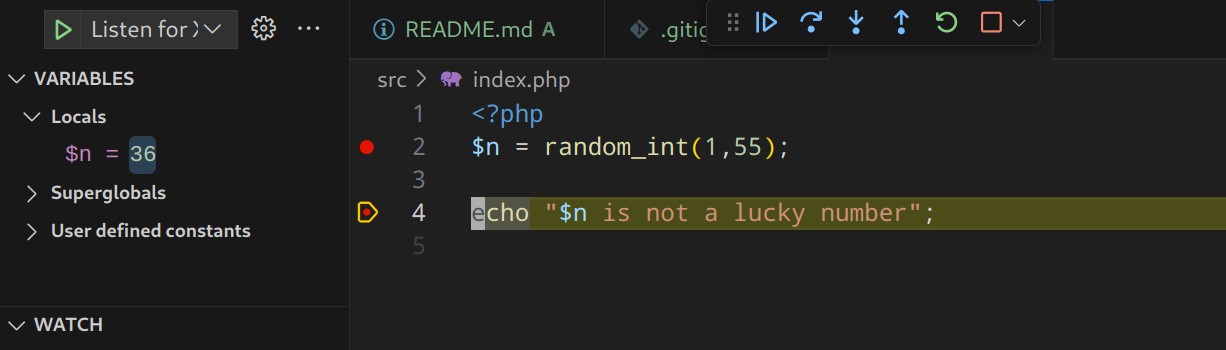 Listen for X
README.md A
.gitig
VARIABLES
Locals
$n = 36
Superglobals
User defined constants
WATCH
src > index.php
1 <?php
2 $n = random_int(1,55);
3
4 echo "$n is not a lucky number";
5